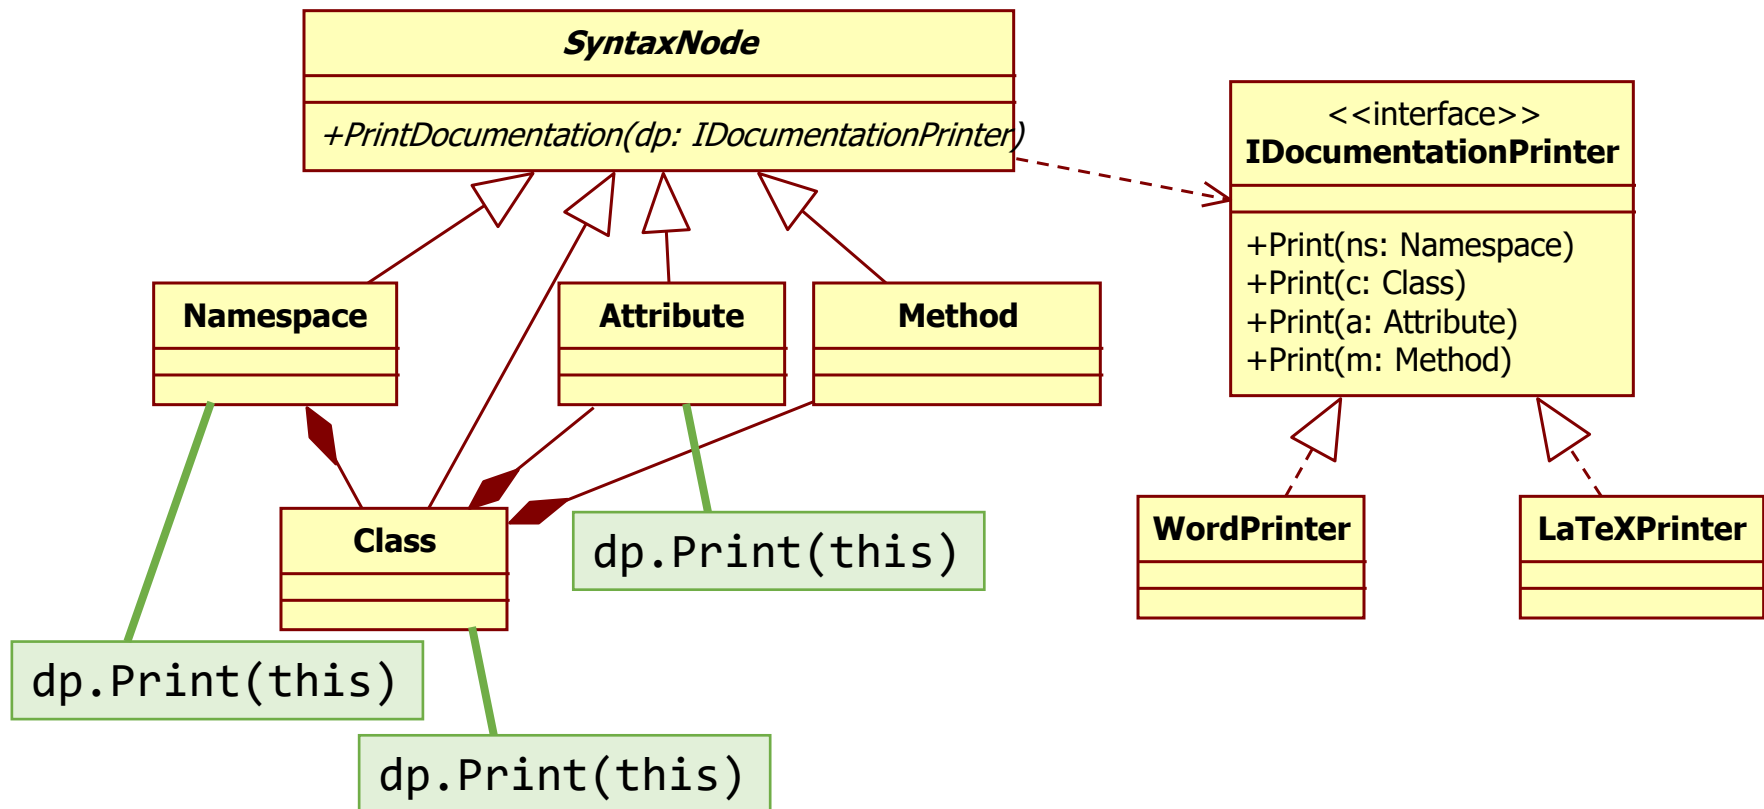 SyntaxNode
+PrintDocumentation(dp: IDocumentationPrinter)
<<interface>>
IDocumentationPrinter
+Print(ns: Namespace)
+Print(c: Class)
+Print(a: Attribute)
+Print(m: Method)
Namespace
Attribute
Method
Class
WordPrinter
LaTeXPrinter
dp.Print(this)
dp.Print(this)
dp.Print(this)